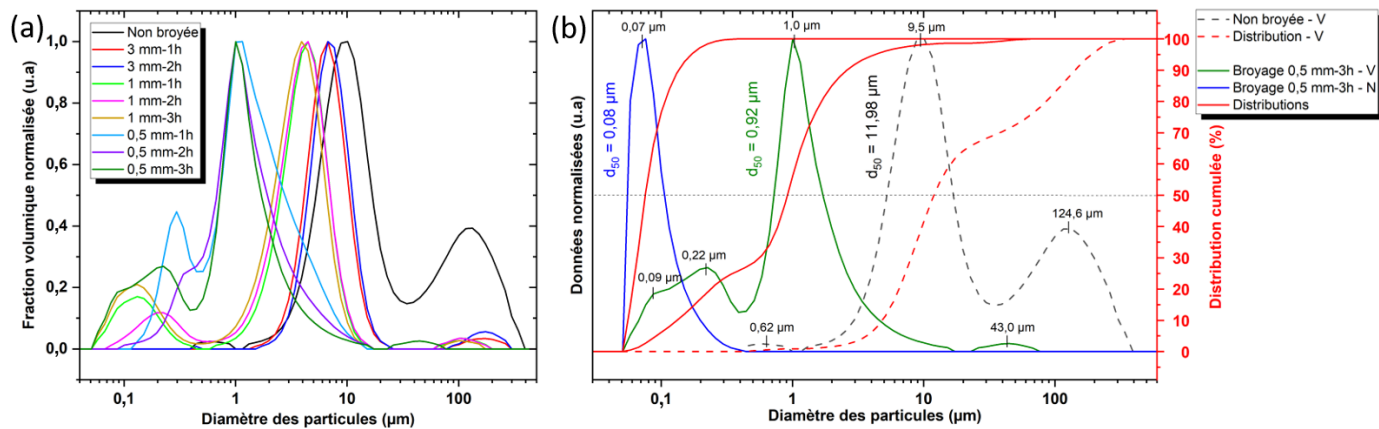 (a)
Fraction volumique normalisée (u.a)
1,0
0,8
0,6
0,4
0,2
0,0
Non broyée
3 mm-1h
3 mm-2h
1 mm-1h
1 mm-2h
1 mm-3h
0,5 mm-1h
0,5 mm-2h
0,5 mm-3h
0,1
1
10
100
Diamètre des particules (µm)
(b)
Données normalisées (u.a)
0,07 µm
1,0 µm
9,5 µm
d50 = 0,08 µm
d50 = 0,92 µm
d50 = 11,98 µm
0,09 µm
0,22 µm
0,62 µm
43,0 µm
124,6 µm
0,1
1
10
100
Diamètre des particules (µm)
100
90
80
70
60
50
40
30
20
10
0
Distribution cumulée (%)
Non broyée - V
Distribution - V
Broyage 0,5 mm-3h - V
Broyage 0,5 mm-3h - N
Distributions